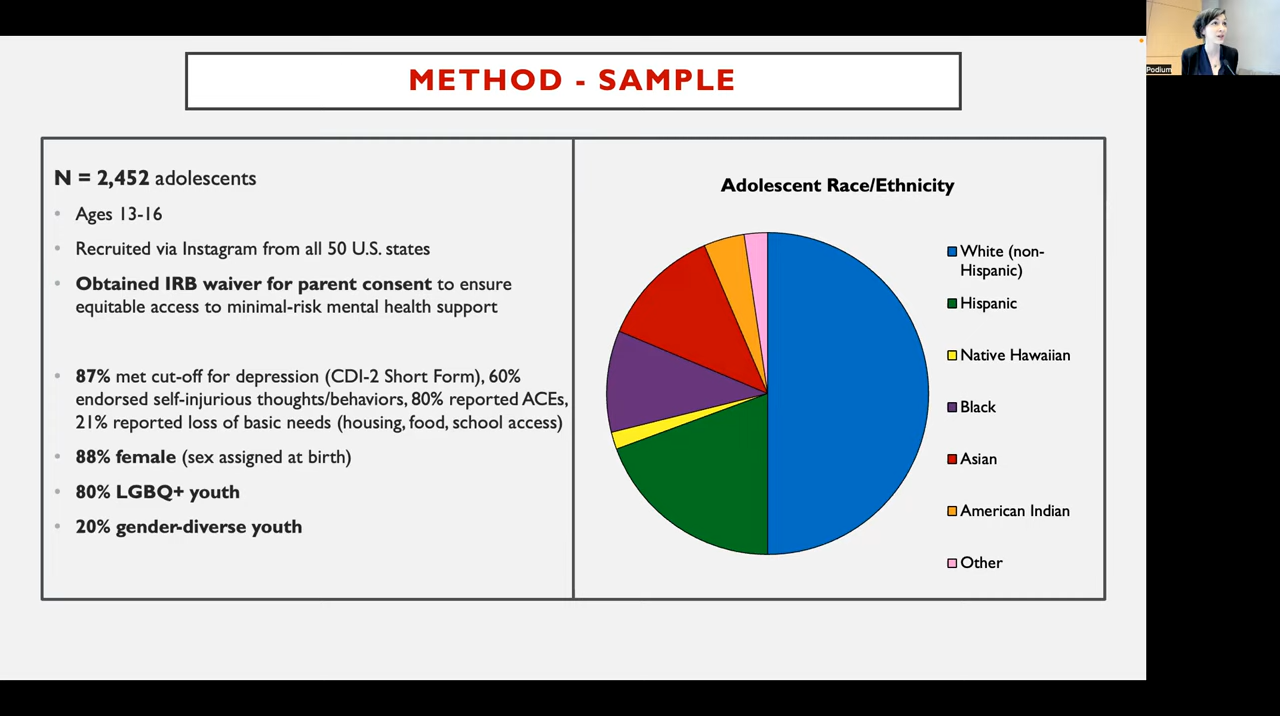 METHOD - SAMPLE
N = 2,452 adolescents
• Ages 13-16
• Recruited via Instagram from all 50 U.S. states
• Obtained IRB waiver for parent consent to ensure
equitable access to minimal-risk mental health support
• 87% met cut-off for depression (CDI-2 Short Form), 60%
endorsed self-injurious thoughts/behaviors, 80% reported ACEs,
21% reported loss of basic needs (housing, food, school access)
• 88% female (sex assigned at birth)
• 80% LGBQ+ youth
• 20% gender-diverse youth
Adolescent Race/Ethnicity
White (non-
Hispanic)
Hispanic
Native Hawaiian
Black
Asian
American Indian
Other
Podium